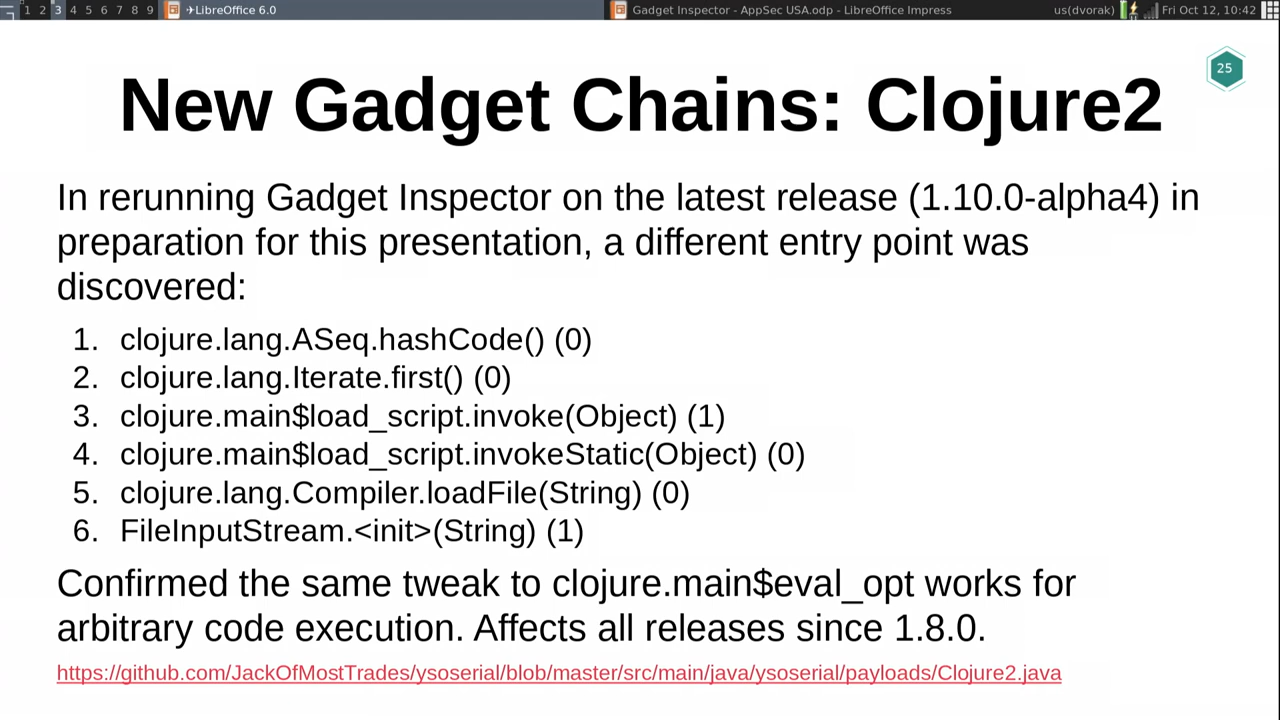 1 2 3 4 5 6 7 8 9 ✈LibreOffice 6.0 Gadget Inspector - AppSec USA.odp - LibreOffice Impress us(dvorak) Fri Oct 12, 10:42
25
New Gadget Chains: Clojure2
In rerunning Gadget Inspector on the latest release (1.10.0-alpha4) in
preparation for this presentation, a different entry point was
discovered:
1. clojure.lang.ASeq.hashCode() (0)
2. clojure.lang.Iterate.first() (0)
3. clojure.main$load_script.invoke(Object) (1)
4. clojure.main$load_script.invokeStatic(Object) (0)
5. clojure.lang.Compiler.loadFile(String) (0)
6. FileInputStream.<init>(String) (1)
Confirmed the same tweak to clojure.main$eval_opt works for
arbitrary code execution. Affects all releases since 1.8.0.
https://github.com/JackOfMostTrades/ysoserial/blob/master/src/main/java/ysoserial/payloads/Clojure2.java